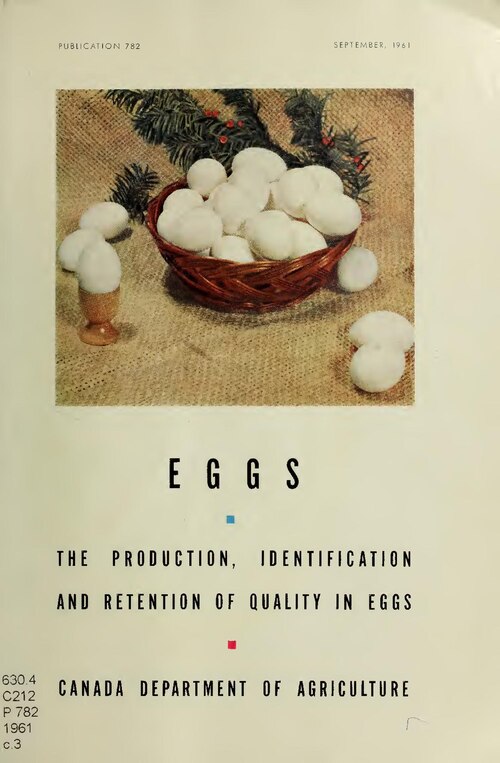 PUBLICATION 782
SEPTEMBER, 1961
EGGS
THE PRODUCTION, IDENTIFICATION
AND RETENTION OF QUALITY IN EGGS
CANADA DEPARTMENT OF AGRICULTURE
630.4
C212
P 782
1961
c.3